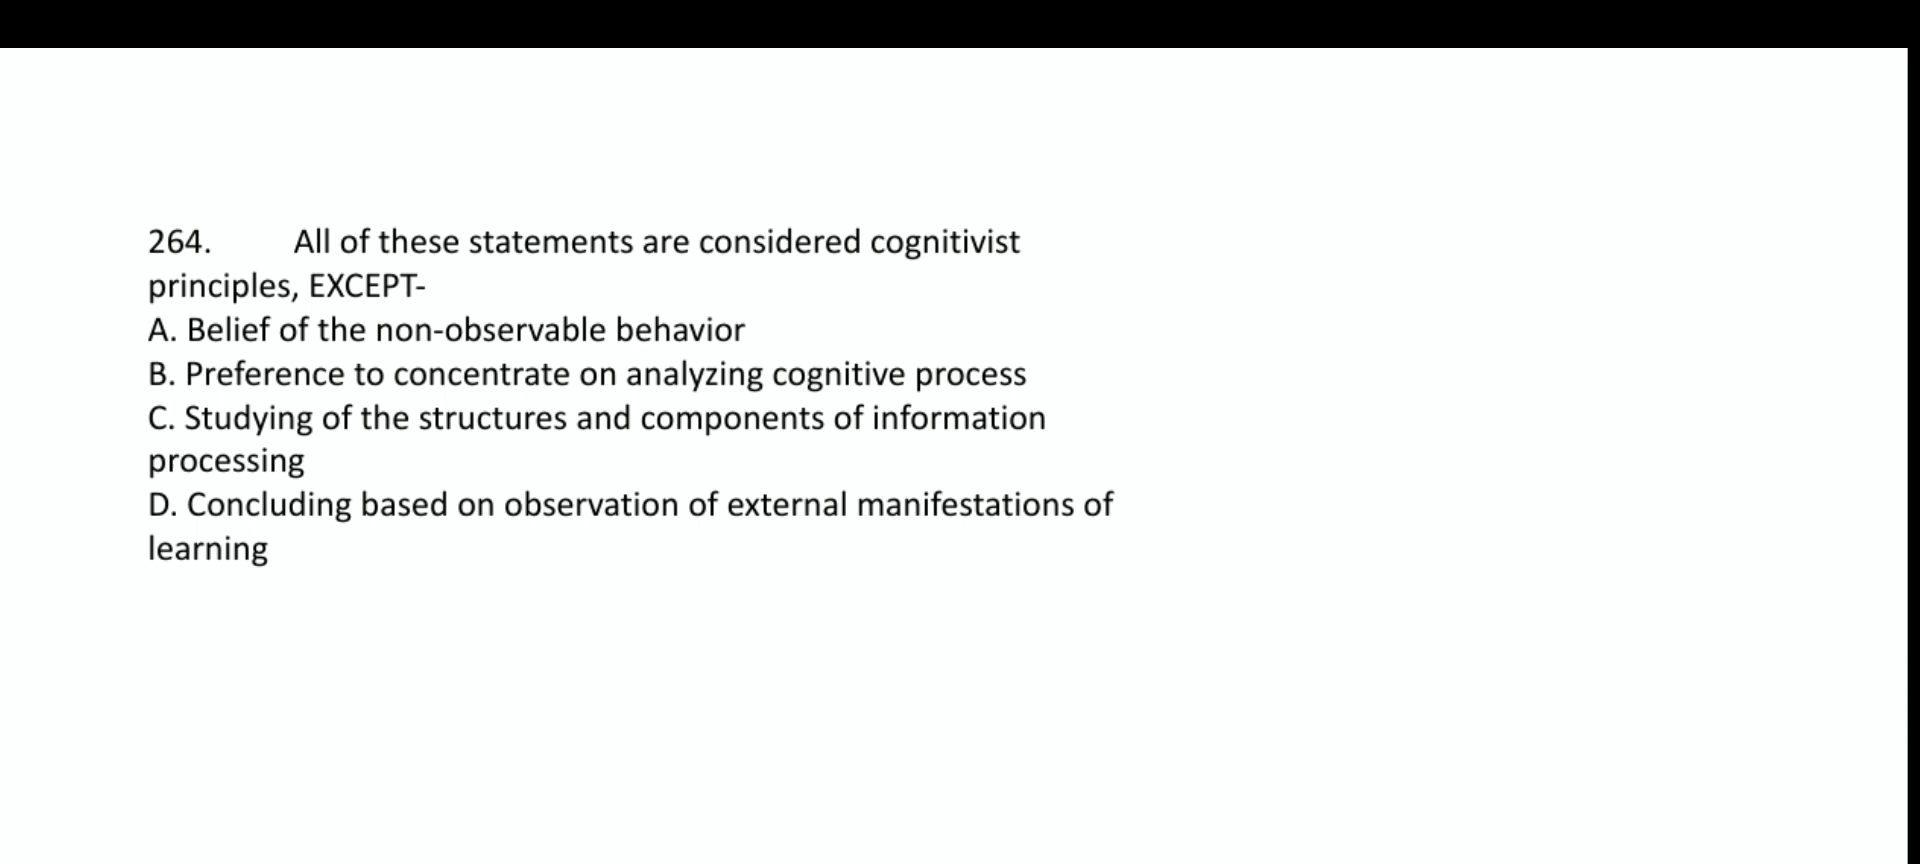 264. All of these statements are considered cognitivist
principles, EXCEPT-
A. Belief of the non-observable behavior
B. Preference to concentrate on analyzing cognitive process
C. Studying of the structures and components of information
processing
D. Concluding based on observation of external manifestations of
learning